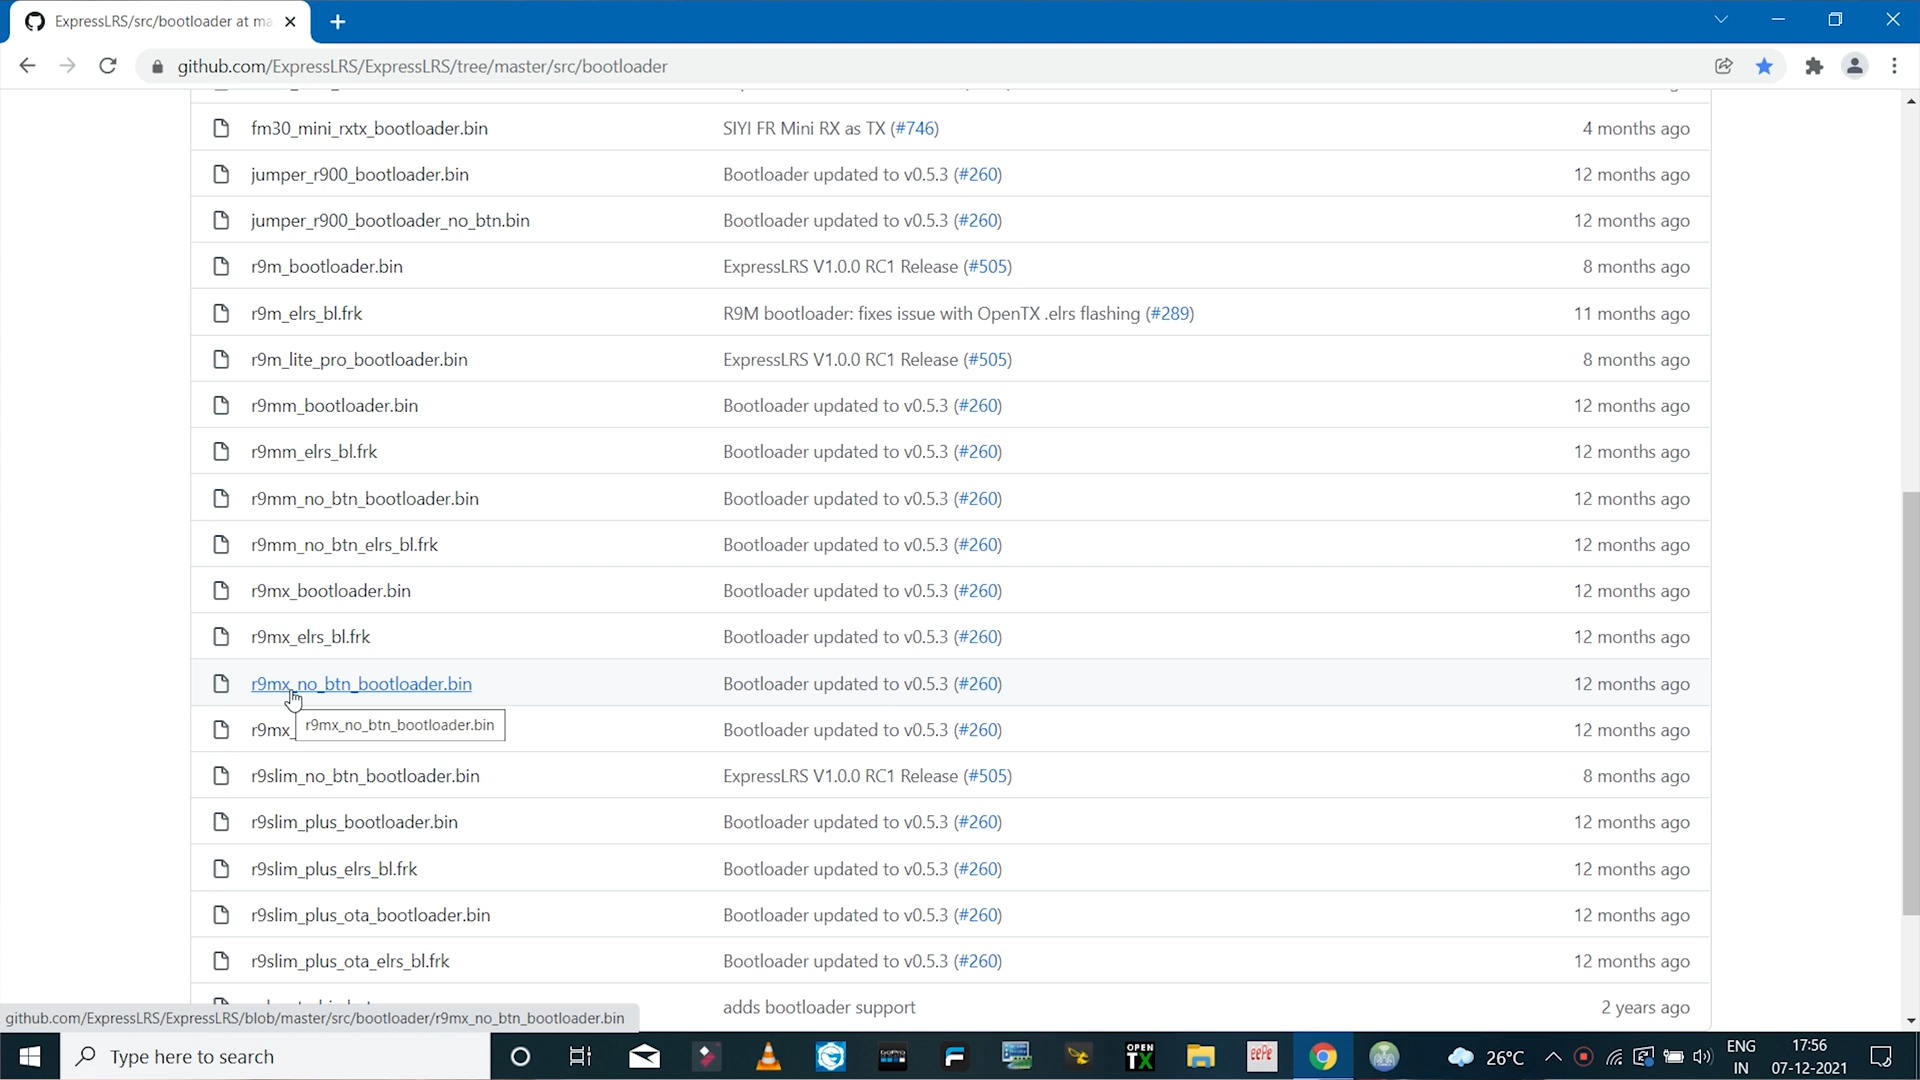 ExpressLRS/src/bootloader at ma
github.com/ExpressLRS/ExpressLRS/tree/master/src/bootloader
fm30_mini_rxtx_bootloader.bin SIYI FR Mini RX as TX (#746) 4 months ago
jumper_r900_bootloader.bin Bootloader updated to v0.5.3 (#260) 12 months ago
jumper_r900_bootloader_no_btn.bin Bootloader updated to v0.5.3 (#260) 12 months ago
r9m_bootloader.bin ExpressLRS V1.0.0 RC1 Release (#505) 8 months ago
r9m_elrs_bl.frk R9M bootloader: fixes issue with OpenTX .elrs flashing (#289) 11 months ago
r9m_lite_pro_bootloader.bin ExpressLRS V1.0.0 RC1 Release (#505) 8 months ago
r9mm_bootloader.bin Bootloader updated to v0.5.3 (#260) 12 months ago
r9mm_elrs_bl.frk Bootloader updated to v0.5.3 (#260) 12 months ago
r9mm_no_btn_bootloader.bin Bootloader updated to v0.5.3 (#260) 12 months ago
r9mm_no_btn_elrs_bl.frk Bootloader updated to v0.5.3 (#260) 12 months ago
r9mx_bootloader.bin Bootloader updated to v0.5.3 (#260) 12 months ago
r9mx_elrs_bl.frk Bootloader updated to v0.5.3 (#260) 12 months ago
r9mx_no_btn_bootloader.bin Bootloader updated to v0.5.3 (#260) 12 months ago
r9mx_ r9mx_no_btn_bootloader.bin Bootloader updated to v0.5.3 (#260) 12 months ago
r9slim_no_btn_bootloader.bin ExpressLRS V1.0.0 RC1 Release (#505) 8 months ago
r9slim_plus_bootloader.bin Bootloader updated to v0.5.3 (#260) 12 months ago
r9slim_plus_elrs_bl.frk Bootloader updated to v0.5.3 (#260) 12 months ago
r9slim_plus_ota_bootloader.bin Bootloader updated to v0.5.3 (#260) 12 months ago
r9slim_plus_ota_elrs_bl.frk Bootloader updated to v0.5.3 (#260) 12 months ago
adds bootloader support 2 years ago
github.com/ExpressLRS/ExpressLRS/blob/master/src/bootloader/r9mx_no_btn_bootloader.bin
Type here to search GoPro OPEN TX eePe 26°C ENG IN 17:56 07-12-2021